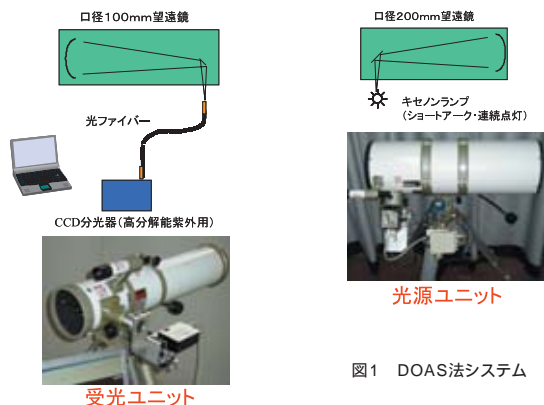 口径100mm望遠鏡
光ファイバー
CCD分光器(高分解能紫外用)
受光ユニット
口径200mm望遠鏡
キセノンランプ
(ショートアーク・連続点灯)
光源ユニット
図1 DOAS法システム